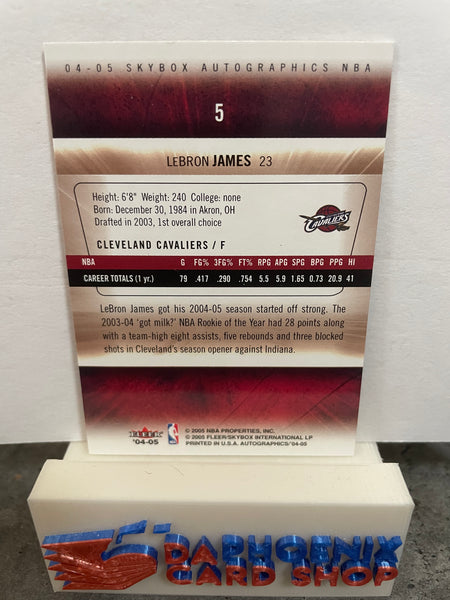 04-05 SKYBOX AUTOGRAPHICS NBA
5
LEBRON JAMES 23
Height: 6'8" Weight: 240 College: none
Born: December 30, 1984 in Akron, OH
Drafted in 2003, 1st overall choice
CAVALIERS
CLEVELAND CAVALIERS / F
NBA G FG% 3FG% FT% RPG APG SPG BPG PPG HI
CAREER TOTALS (1 yr.) 79 .417 .290 .754 5.5 5.9 1.65 0.73 20.9 41
LeBron James got his 2004-05 season started off strong. The
2003-04 'got milk?' NBA Rookie of the Year had 28 points along
with a team-high eight assists, five rebounds and three blocked
shots in Cleveland's season opener against Indiana.
FLEER
'04-05
NBA
© 2005 NBA PROPERTIES, INC.
© 2005 FLEER/SKYBOX INTERNATIONAL LP
PRINTED IN U.S.A. AUTOGRAPHICS/'04-05
DAPHOENIX
CARD SHOP